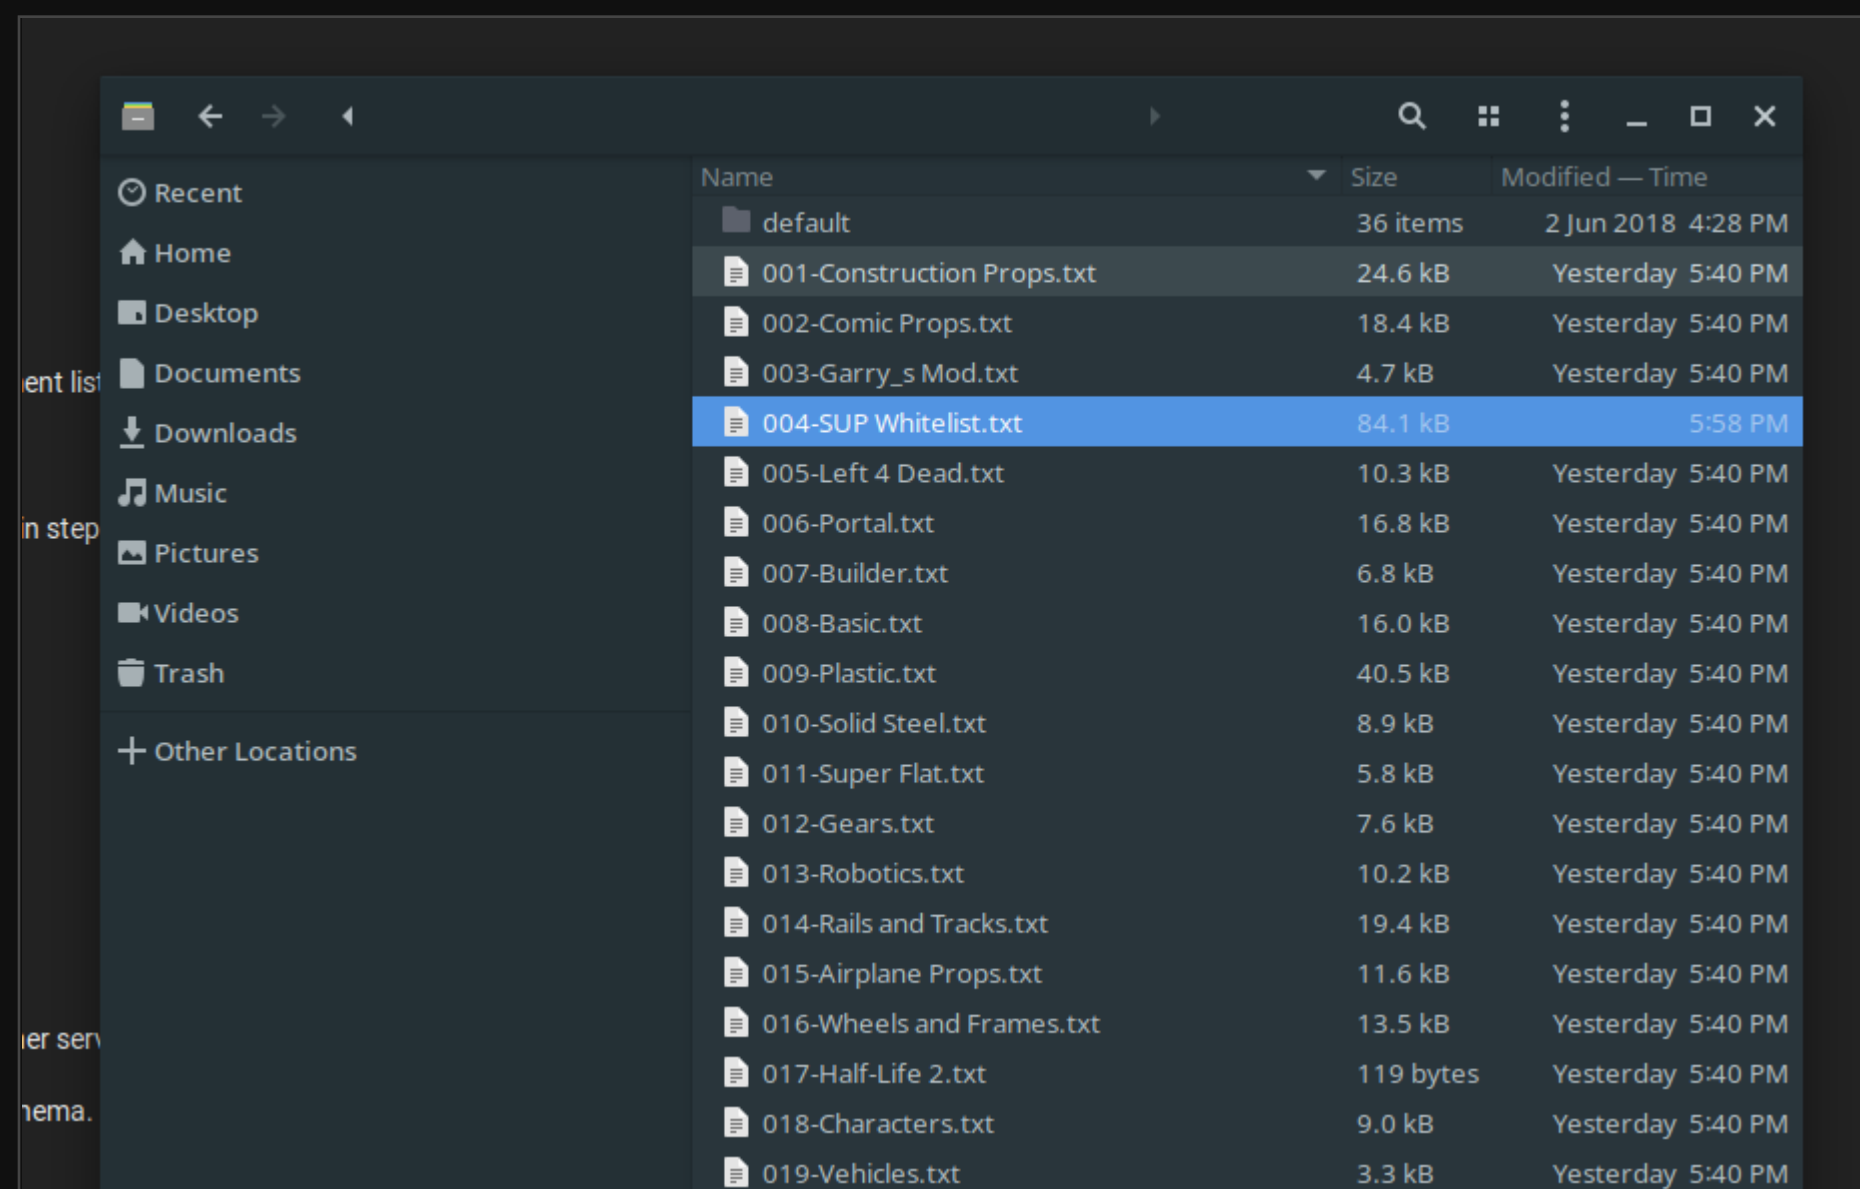 Recent
Home
Desktop
Documents
Downloads
Music
Pictures
Videos
Trash
Other Locations
Name Size Modified — Time
default 36 items 2 Jun 2018 4:28 PM
001-Construction Props.txt 24.6 kB Yesterday 5:40 PM
002-Comic Props.txt 18.4 kB Yesterday 5:40 PM
003-Garry_s Mod.txt 4.7 kB Yesterday 5:40 PM
004-SUP Whitelist.txt 84.1 kB 5:58 PM
005-Left 4 Dead.txt 10.3 kB Yesterday 5:40 PM
006-Portal.txt 16.8 kB Yesterday 5:40 PM
007-Builder.txt 6.8 kB Yesterday 5:40 PM
008-Basic.txt 16.0 kB Yesterday 5:40 PM
009-Plastic.txt 40.5 kB Yesterday 5:40 PM
010-Solid Steel.txt 8.9 kB Yesterday 5:40 PM
011-Super Flat.txt 5.8 kB Yesterday 5:40 PM
012-Gears.txt 7.6 kB Yesterday 5:40 PM
013-Robotics.txt 10.2 kB Yesterday 5:40 PM
014-Rails and Tracks.txt 19.4 kB Yesterday 5:40 PM
015-Airplane Props.txt 11.6 kB Yesterday 5:40 PM
016-Wheels and Frames.txt 13.5 kB Yesterday 5:40 PM
017-Half-Life 2.txt 119 bytes Yesterday 5:40 PM
018-Characters.txt 9.0 kB Yesterday 5:40 PM
019-Vehicles.txt 3.3 kB Yesterday 5:40 PM